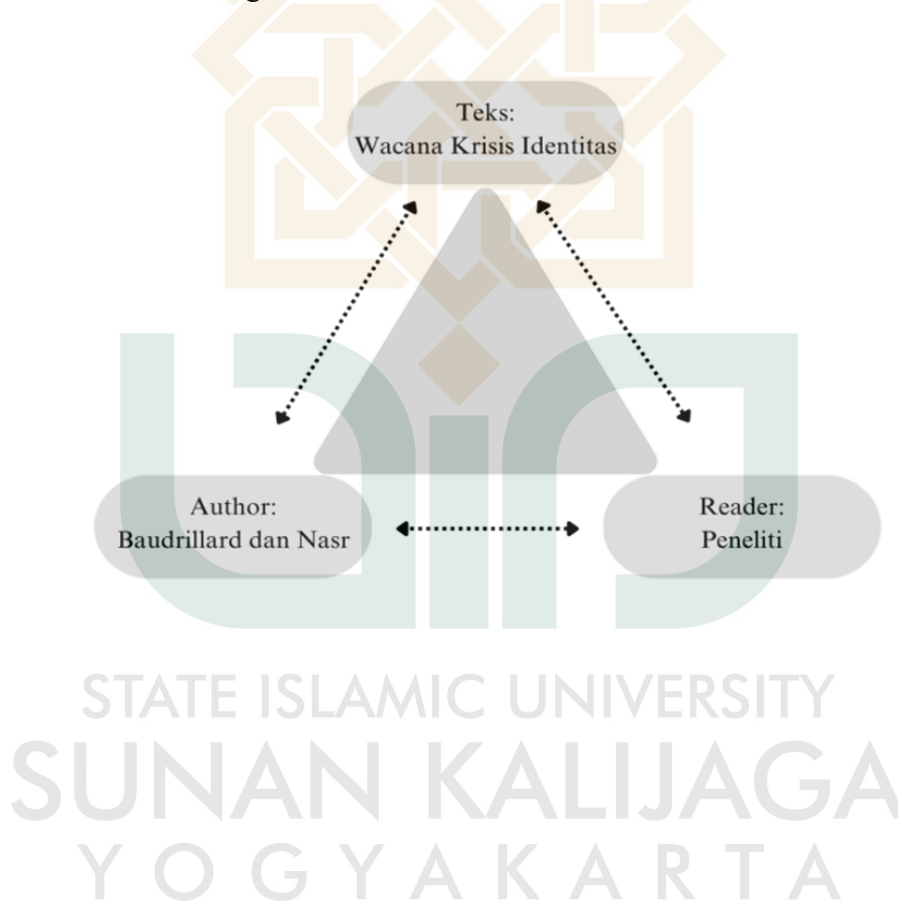 Teks:
Wacana Krisis Identitas
Author:
Baudrillard dan Nasr
Reader:
Peneliti
STATE ISLAMIC UNIVERSITY
SUNAN KALIJAGA
YOGYAKARTA